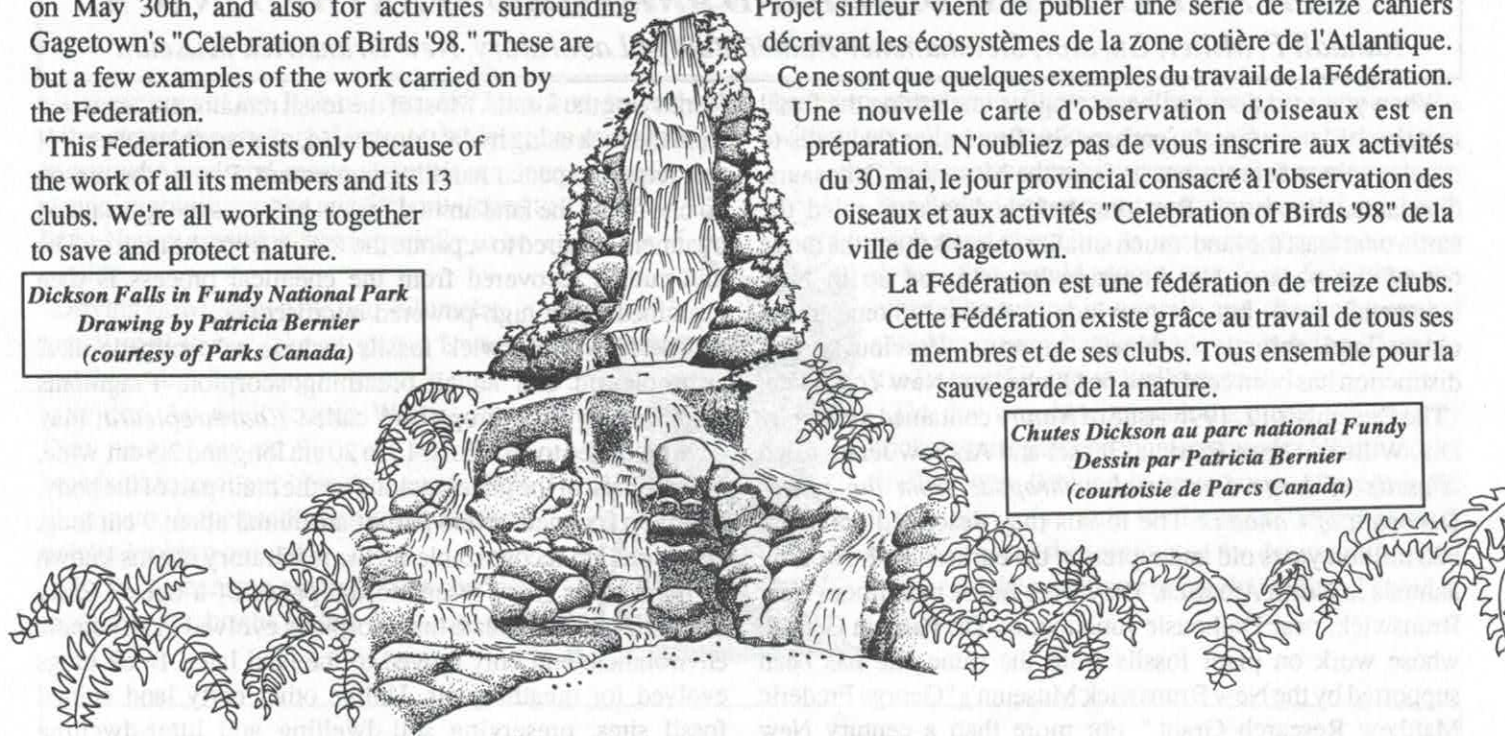 on May 30th, and also for activities surrounding
Gagetown's "Celebration of Birds '98." These are
but a few examples of the work carried on by
the Federation.
This Federation exists only because of
the work of all its members and its 13
clubs. We're all working together
to save and protect nature.
Dickson Falls in Fundy National Park
Drawing by Patricia Bernier
(courtesy of Parks Canada)
Projet siffleur vient de publier une série de treize cahiers
décrivant les écosystèmes de la zone cotière de l'Atlantique.
Ce ne sont que quelques exemples du travail de la Fédération.
Une nouvelle carte d'observation d'oiseaux est en
préparation. N'oubliez pas de vous inscrire aux activités
du 30 mai, le jour provincial consacré à l'observation des
oiseaux et aux activités "Celebration of Birds '98" de la
ville de Gagetown.
La Fédération est une fédération de treize clubs.
Cette Fédération existe grâce au travail de tous ses
membres et de ses clubs. Tous ensemble pour la
sauvegarde de la nature.
Chutes Dickson au parc national Fundy
Dessin par Patricia Bernier
(courtoisie de Parcs Canada)